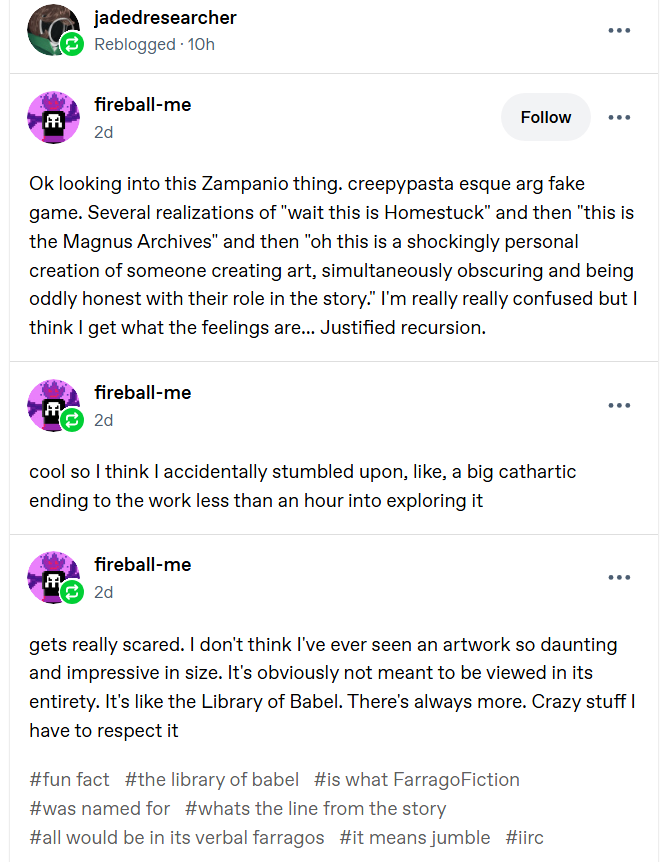 jadedresearcher
Reblogged · 10h
fireball-me
2d
Follow
Ok looking into this Zampanio thing. creepypasta esque arg fake
game. Several realizations of "wait this is Homestuck" and then "this is
the Magnus Archives" and then "oh this is a shockingly personal
creation of someone creating art, simultaneously obscuring and being
oddly honest with their role in the story." I'm really really confused but I
think I get what the feelings are... Justified recursion.
fireball-me
2d
cool so I think I accidentally stumbled upon, like, a big cathartic
ending to the work less than an hour into exploring it
fireball-me
2d
gets really scared. I don't think I've ever seen an artwork so daunting
and impressive in size. It's obviously not meant to be viewed in its
entirety. It's like the Library of Babel. There's always more. Crazy stuff I
have to respect it
#fun fact #the library of babel #is what FarragoFiction
#was named for #whats the line from the story
#all would be in its verbal farragos #it means jumble #iirc